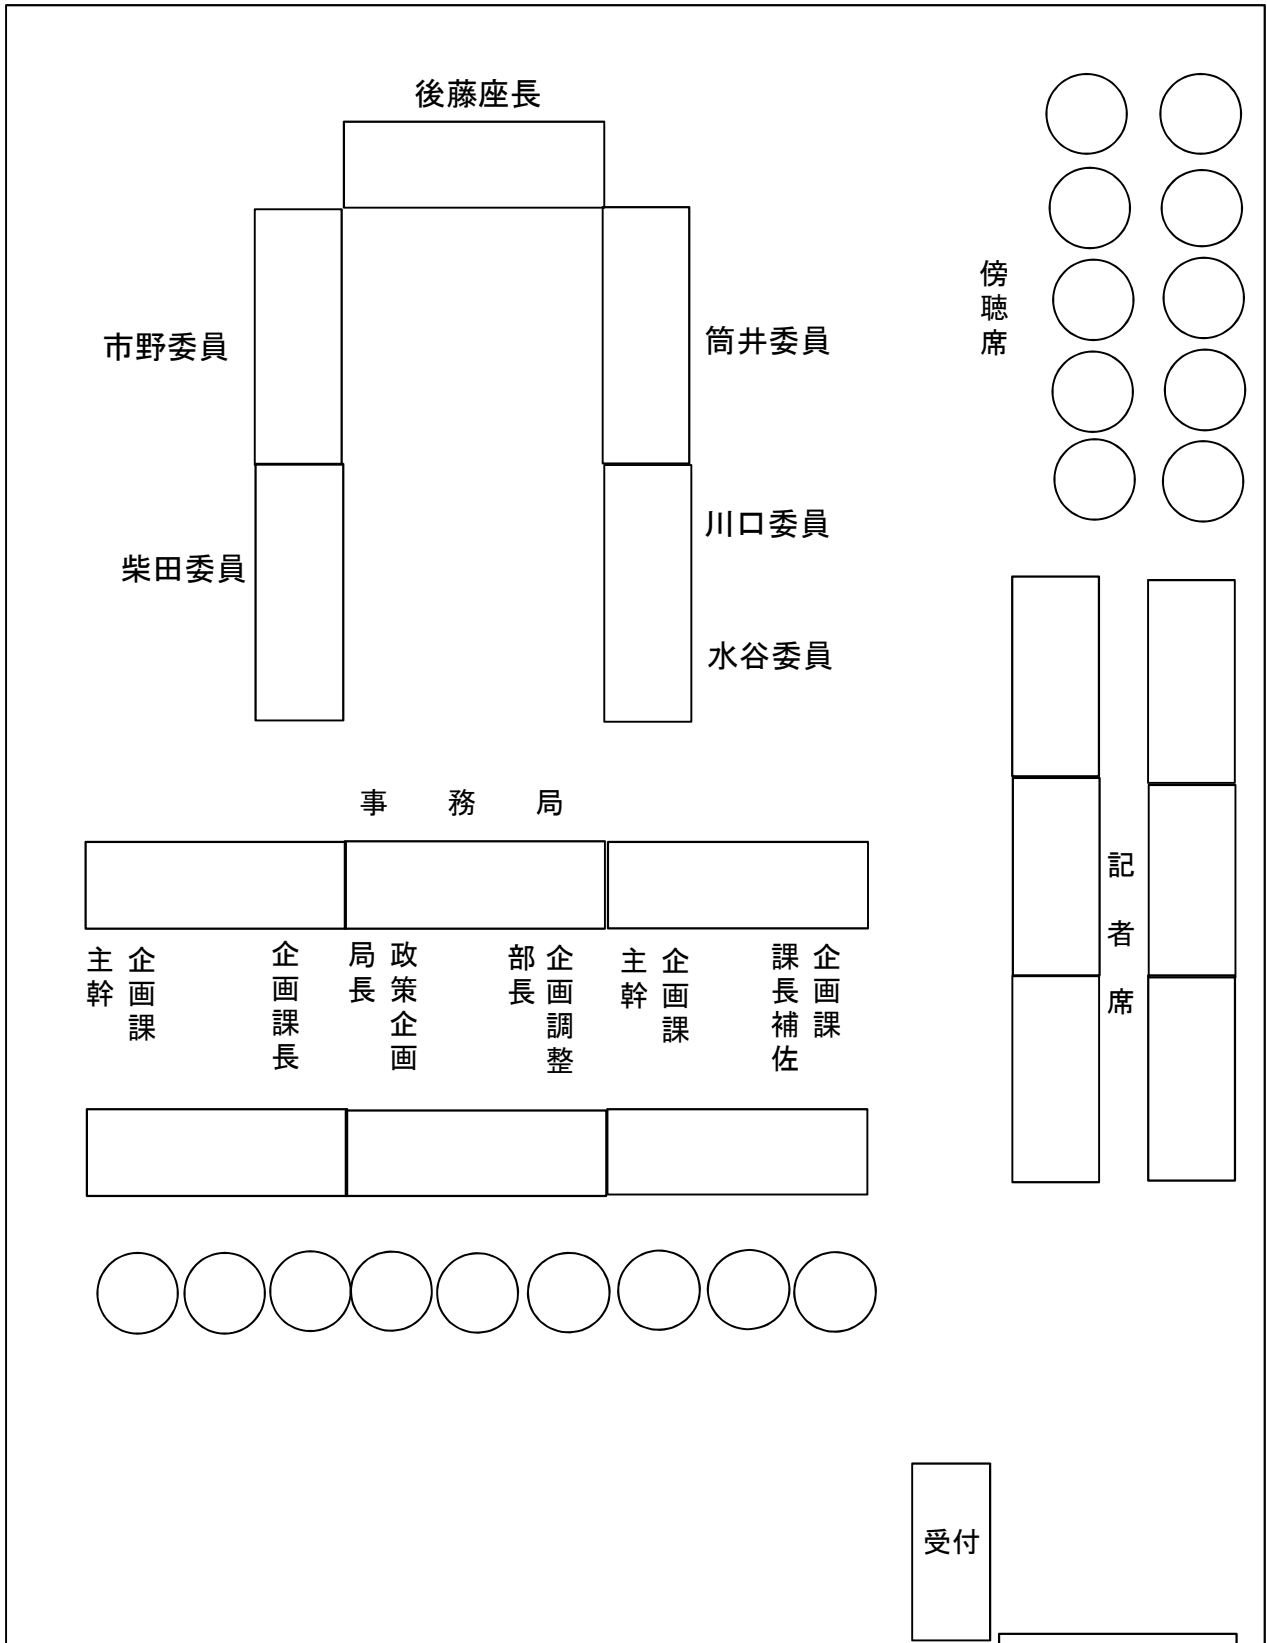 後藤座長
市野委員
筒井委員
傍聴席
川口委員
柴田委員
水谷委員
事　務　局
企画課
主幹
企画課長
政策企画
局長
企画調整
部長
企画課
主幹
企画課
課長補佐
記者席
受付